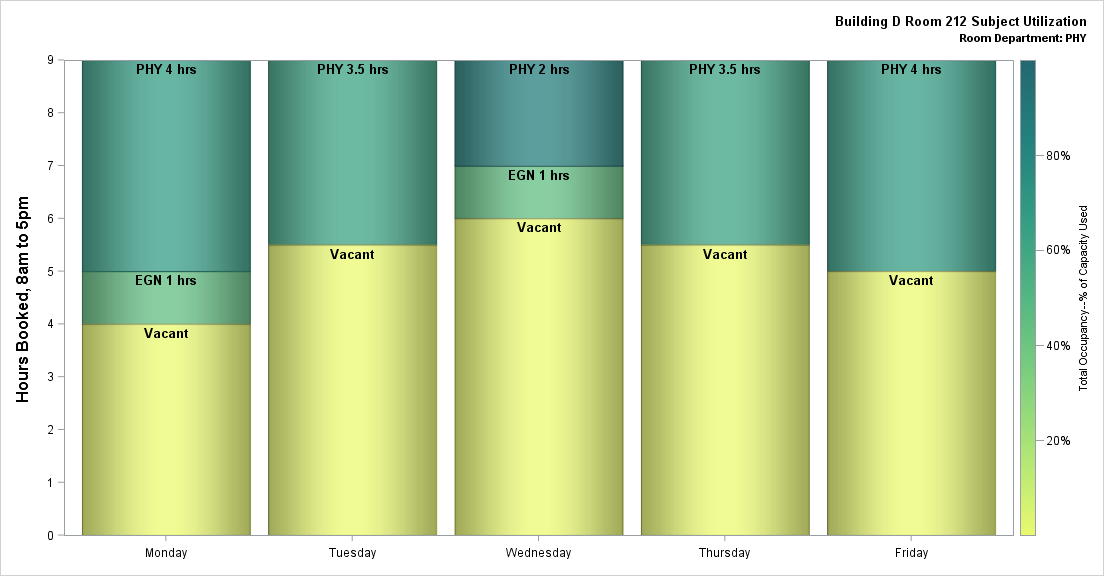 Building D Room 212 Subject Utilization
Room Department: PHY
Hours Booked, 8am to 5pm
9
8
7
6
5
4
3
2
1
0
PHY 4 hrs
EGN 1 hrs
Vacant
PHY 3.5 hrs
Vacant
PHY 2 hrs
EGN 1 hrs
Vacant
PHY 3.5 hrs
Vacant
PHY 4 hrs
Vacant
Monday
Tuesday
Wednesday
Thursday
Friday
80%
60%
40%
20%
Total Occupancy--% of Capacity Used